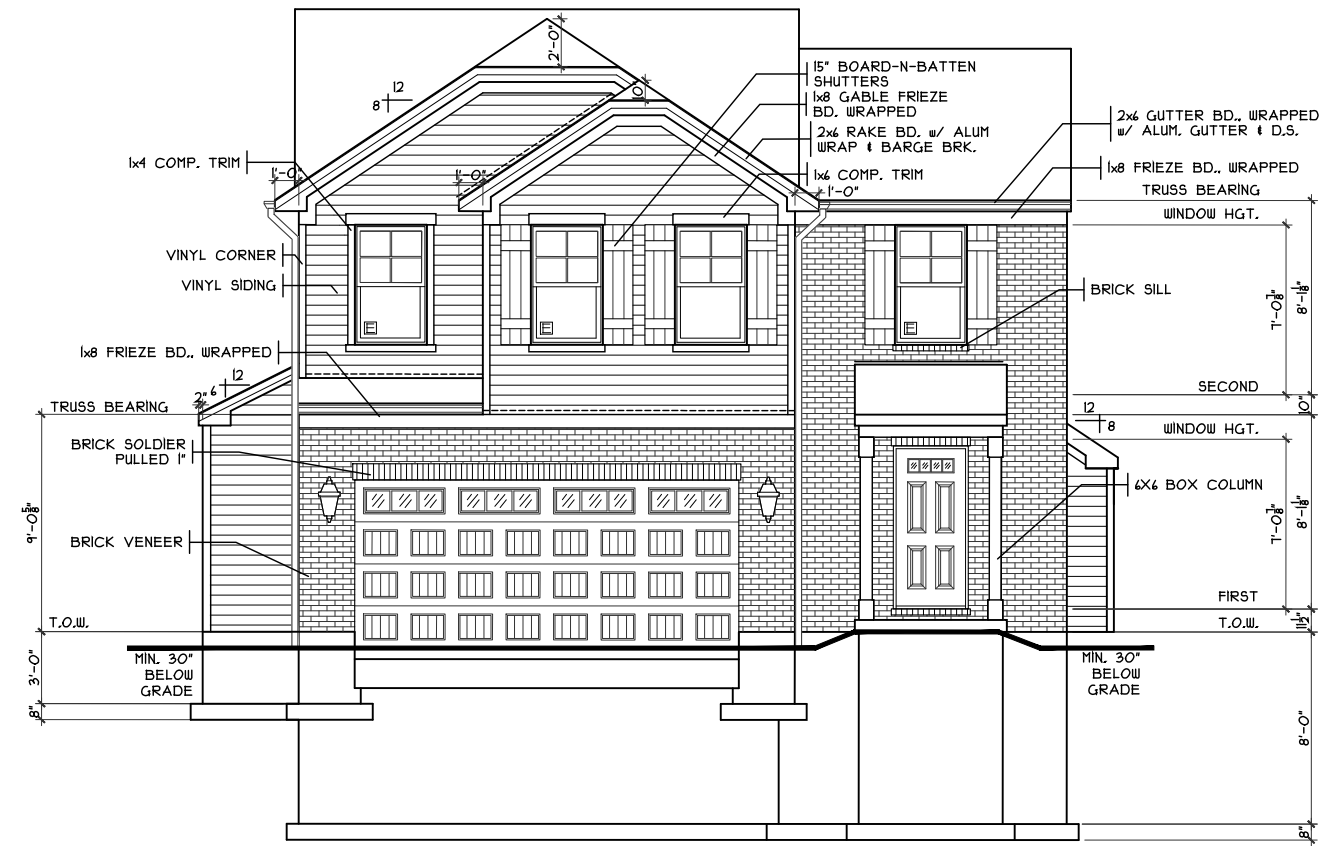 2'-0"
12
8
10"
15" BOARD-N-BATTEN
SHUTTERS
1x8 GABLE FRIEZE
BD. WRAPPED
2x6 RAKE BD. w/ ALUM
WRAP & BARGE BRK.
1x6 COMP. TRIM
2x6 GUTTER BD., WRAPPED
w/ ALUM. GUTTER & D.S.
1x8 FRIEZE BD., WRAPPED
1x4 COMP. TRIM
1'-0"
1'-0"
1'-0"
TRUSS BEARING
WINDOW HGT.
VINYL CORNER
VINYL SIDING
E
E
E
BRICK SILL
7'-0 1/8"
8'-1 1/8"
1x8 FRIEZE BD., WRAPPED
12
6
2"
SECOND
10"
TRUSS BEARING
12
8
WINDOW HGT.
BRICK SOLDIER
PULLED 1"
6X6 BOX COLUMN
9'-0 5/8"
7'-0 1/8"
8'-1 1/8"
BRICK VENEER
FIRST
T.O.W.
T.O.W.
11 1/2"
MIN. 30"
BELOW
GRADE
MIN. 30"
BELOW
GRADE
3'-0"
8"
8'-0"
8"